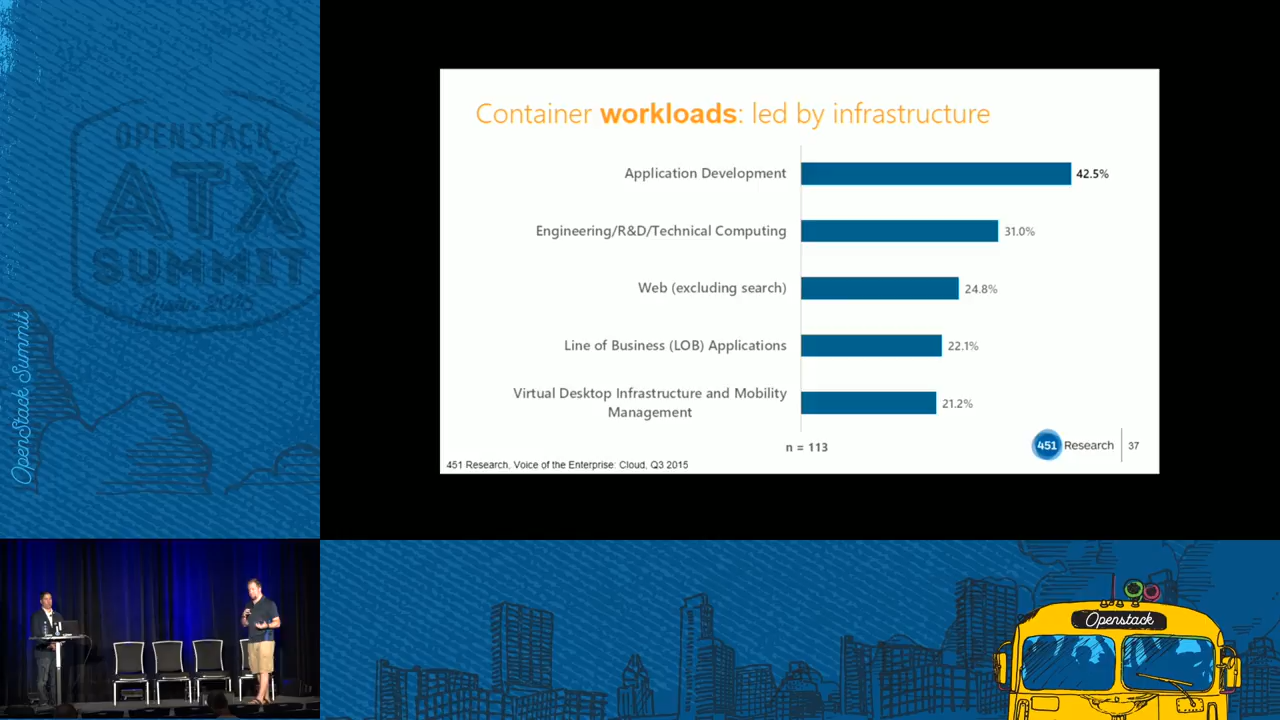 OPENSTACK
ATX
SUMMIT
OpenStack Summit
Container workloads: led by infrastructure
Application Development
42.5%
Engineering/R&D/Technical Computing
31.0%
Web (excluding search)
24.8%
Line of Business (LOB) Applications
22.1%
Virtual Desktop Infrastructure and Mobility
Management
21.2%
n = 113
451 Research
37
451 Research, Voice of the Enterprise: Cloud, Q3 2015
Openstack